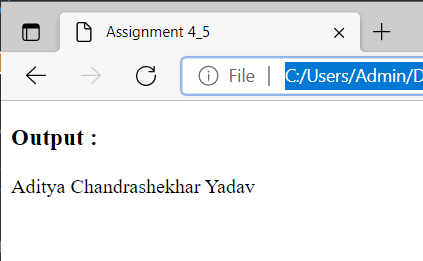 Assignment 4_5
File | C:/Users/Admin/D
Output :
Aditya Chandrashekhar Yadav